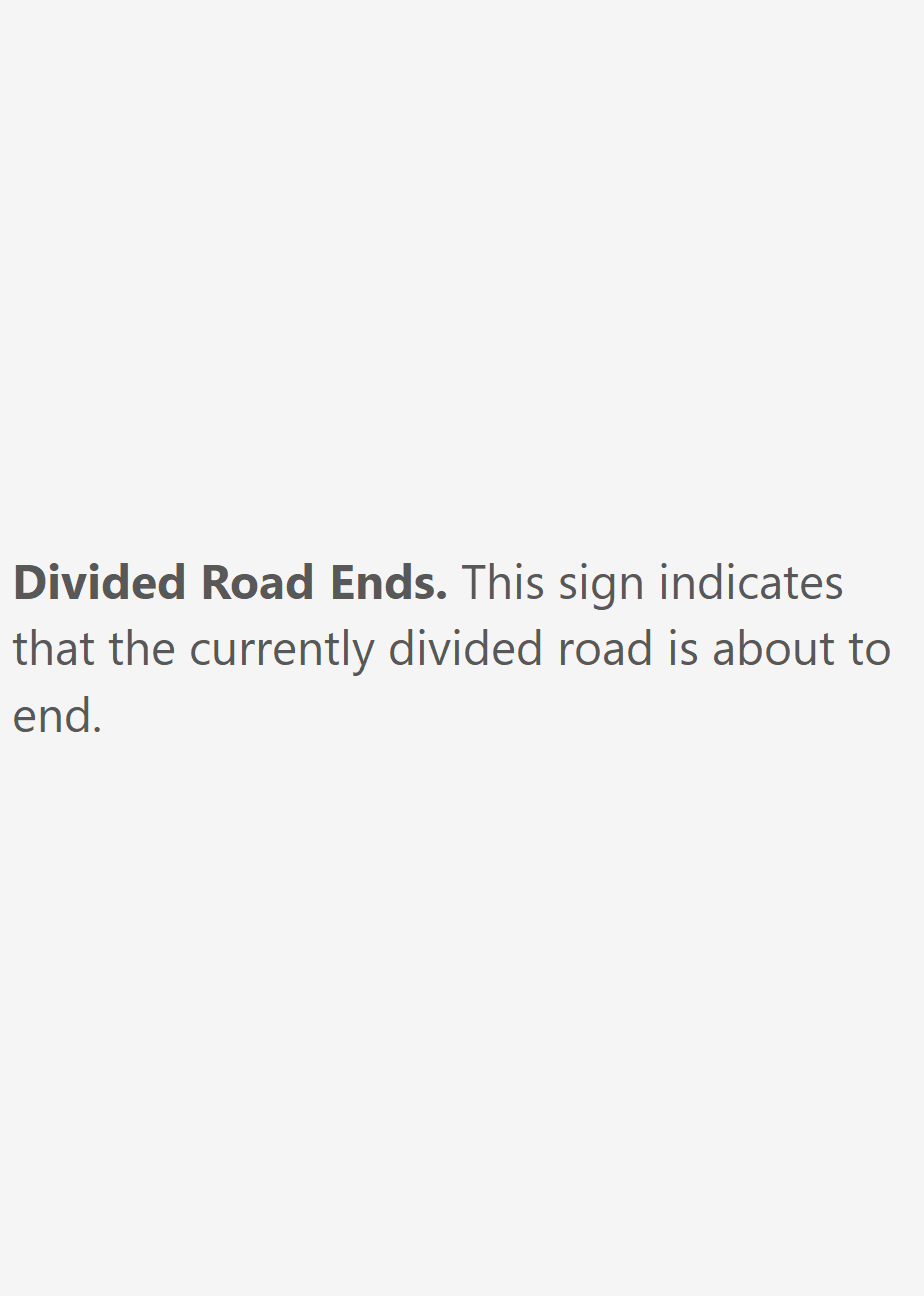 Divided Road Ends. This sign indicates
that the currently divided road is about to
end.